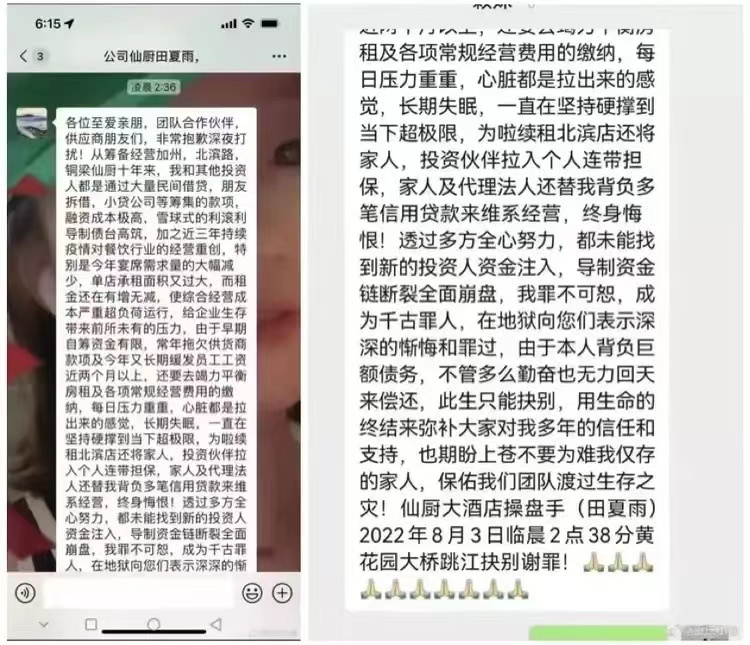 6:15
3
公司仙厨田夏雨，
凌晨2:36
各位至爱亲朋，团队合作伙伴，
供应商朋友们，非常抱歉深夜打
扰！从筹备经营加州，北滨路，
铜梁仙厨十年来，我和其他投资
人都是通过大量民间借贷，朋友
拆借，小贷公司等筹集的款项，
融资成本极高、雪球式的利滚利
导制债台高筑，加之近三年持续
疫情对餐饮行业的经营重创，特
别是今年宴席需求量的大幅减
少，单店承租面积又过大，而租
金还在有增无减，使综合经营成
本严重超负荷运行，给企业生存
带来前所未有的压力，由于早期
自筹资金有限，常年拖欠供货商
款项及今年又长期缓发员工工资
近两个月以上，还要去竭力平衡
房租及各项常规经营费用的缴
纳，每日压力重重，心脏都是拉
出来的感觉，长期失眠，一直在
坚持硬撑到当下超极限，为啦续
租北滨店还将家人，投资伙伴拉
入个人连带担保，家人及代理法
人还替我背负多笔信用贷款来维
系经营，终身悔恨！透过多方全
心努力，都未能找到新的投资人
资金注入，导制资金链断裂全面
崩盘，我罪不可恕，成为千古罪
人，在地狱向您们表示深深的惭
租及各项常规经营费用的缴纳，每
日压力重重，心脏都是拉出来的感
觉，长期失眠，一直在坚持硬撑到
当下超极限，为啦续租北滨店还将
家人，投资伙伴拉入个人连带担
保，家人及代理法人还替我背负多
笔信用贷款来维系经营，终身悔
恨！透过多方全心努力，都未能找
到新的投资人资金注入，导制资金
链断裂全面崩盘，我罪不可恕，成
为千古罪人，在地狱向您们表示深
深的惭悔和罪过，由于本人背负巨
额债务，不管多么勤奋也无力回天
来偿还，此生只能抉别，用生命的
终结来弥补大家对我多年的信任和
支持，也期盼上苍不要为难我仅存
的家人，保佑我们团队渡过生存之
灾！仙厨大酒店操盘手（田夏雨）
2022年8月3日临晨2点38分黄
花园大桥跳江抉别谢罪！🙏🙏🙏
🙏🙏🙏🙏🙏🙏🙏